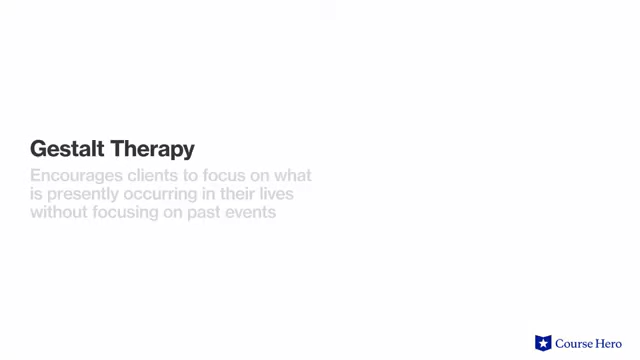 Gestalt Therapy
Encourages clients to focus on what
is presently occurring in their lives
without focusing on past events
Course Hero